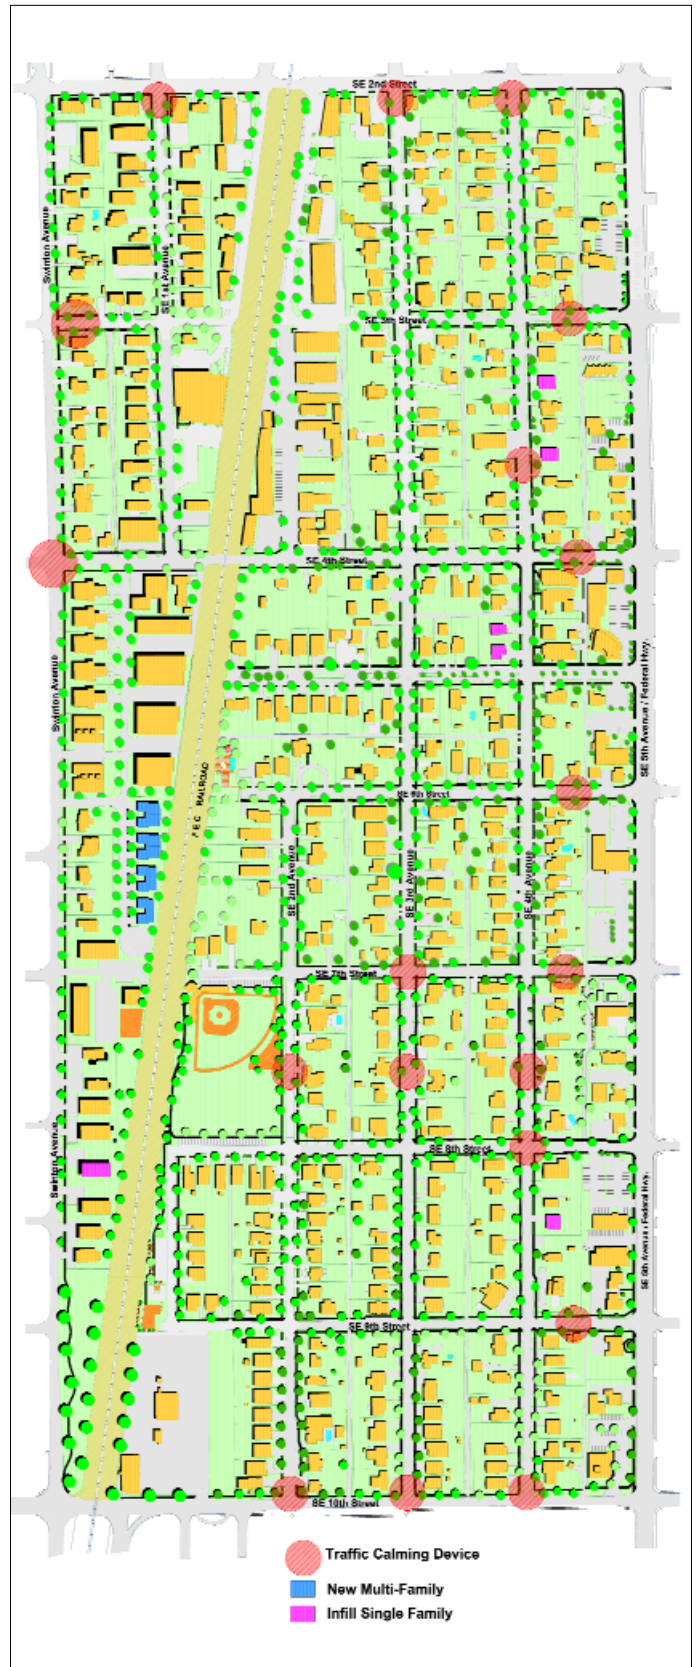 SE 2nd Street
Swinton Avenue
SE 1st Avenue
SE 3th Street
SE 4th Street
Swinton Avenue
SE 5th Avenue / Federal Hwy.
F E C RAILROAD
SE 6th Street
SE 2nd Avenue
SE 3rd Avenue
SE 4th Avenue
SE 7th Street
Swinton Avenue
SE 8th Street
SE 5th Avenue / Federal Hwy.
SE 9th Street
SE 10th Street
Traffic Calming Device
New Multi-Family
Infill Single Family